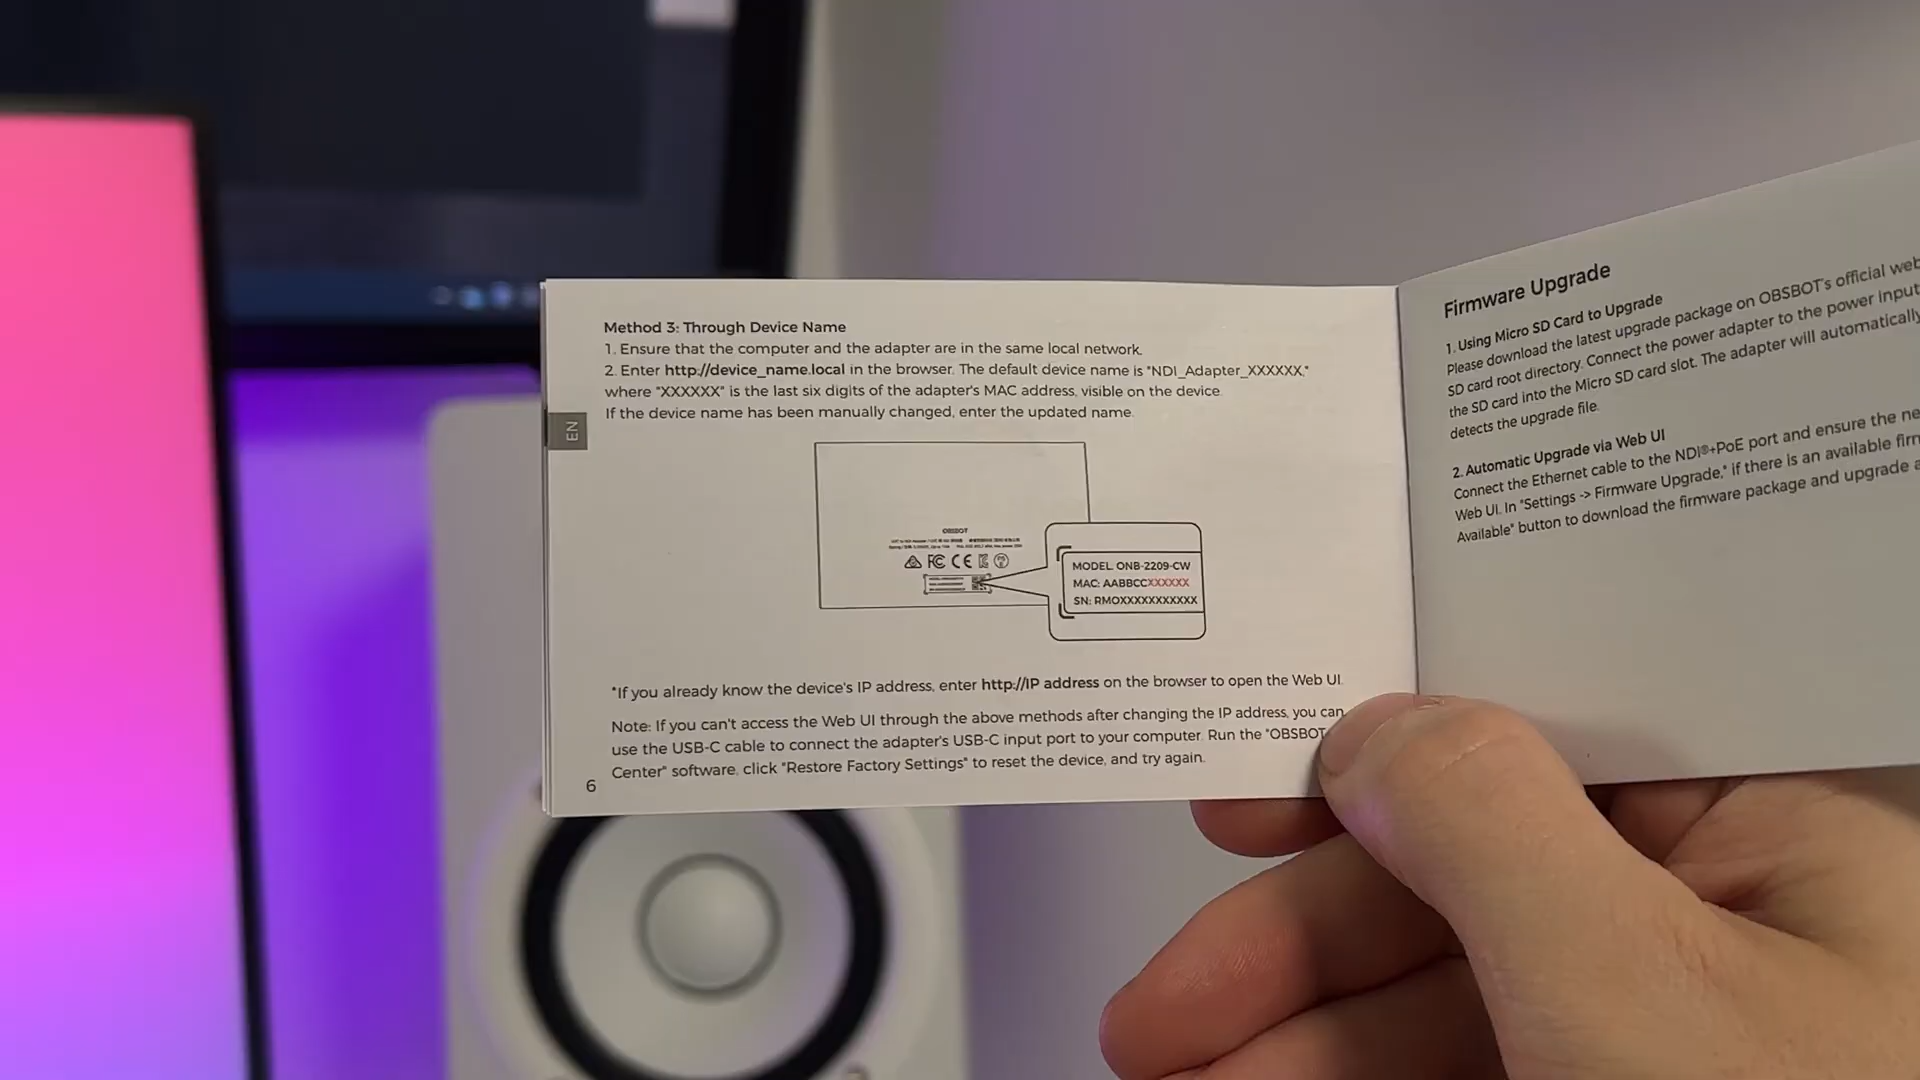 Method 3: Through Device Name
1. Ensure that the computer and the adapter are in the same local network.
2. Enter http://device_name.local in the browser. The default device name is "NDI_Adapter_XXXXXX,"
where "XXXXXX" is the last six digits of the adapter's MAC address, visible on the device.
If the device name has been manually changed, enter the updated name.
EN
OBSBOT
FC CE
MODEL: ONB-2209-CW
MAC: AABBCCXXXXXX
SN: RMOXXXXXXXXXXX
*If you already know the device's IP address, enter http://IP address on the browser to open the Web UI.
Note: If you can't access the Web UI through the above methods after changing the IP address, you can
use the USB-C cable to connect the adapter's USB-C input port to your computer. Run the "OBSBOT
Center" software, click "Restore Factory Settings" to reset the device, and try again.
6
Firmware Upgrade
1. Using Micro SD Card to Upgrade
Please download the latest upgrade package on OBSBOT's official web
SD card root directory. Connect the power adapter to the power input
the SD card into the Micro SD card slot. The adapter will automatically
detects the upgrade file.
2. Automatic Upgrade via Web UI
Connect the Ethernet cable to the NDI®+PoE port and ensure the ne
Web UI. In "Settings -> Firmware Upgrade," if there is an available firm
Available" button to download the firmware package and upgrade a